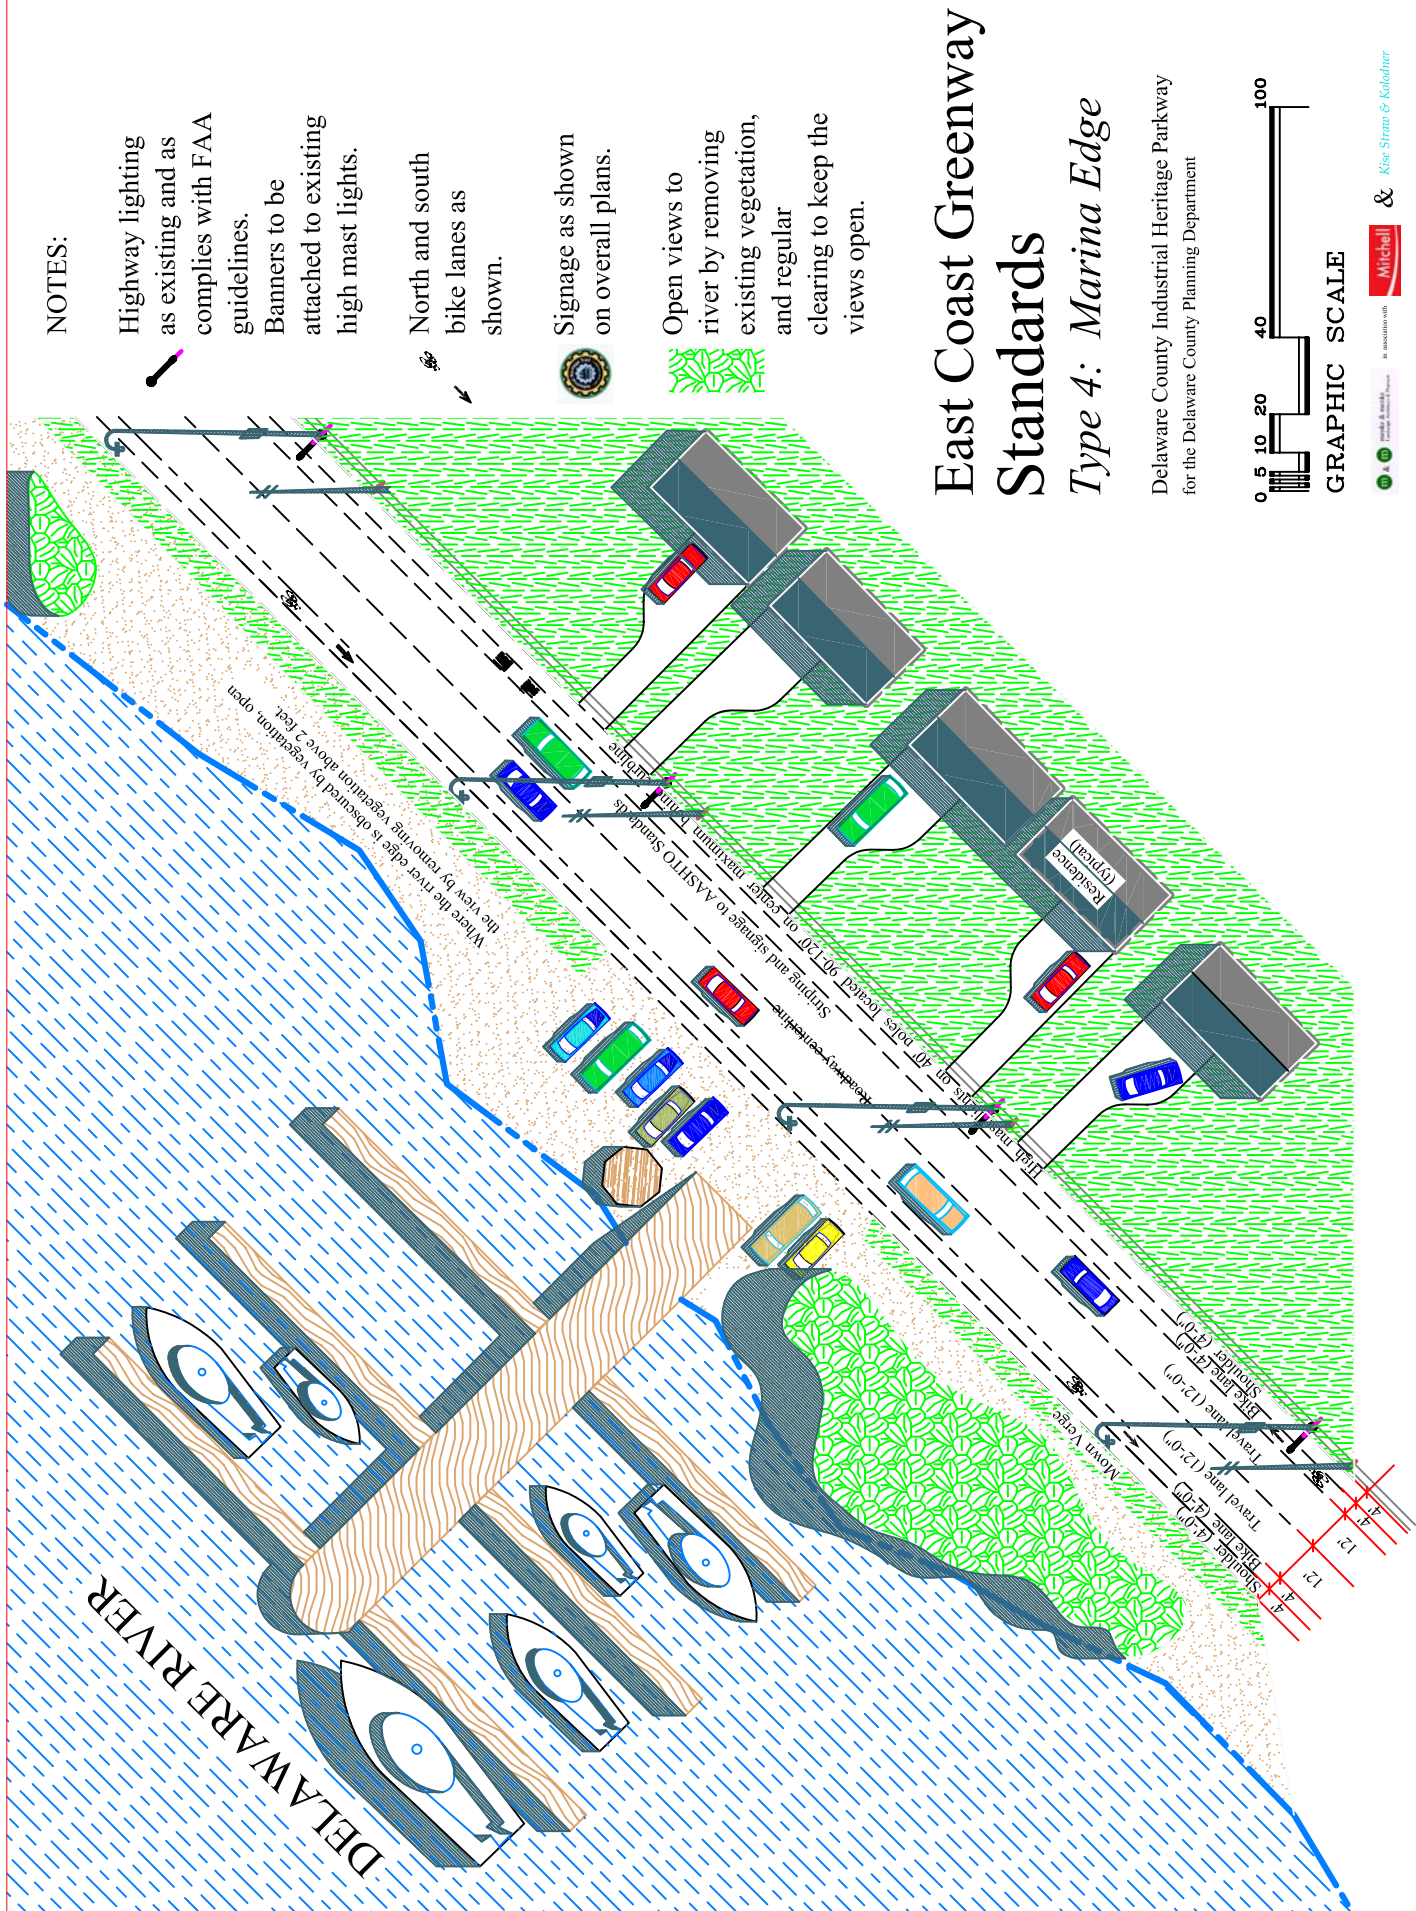 DELAWARE RIVER
NOTES:
Highway lighting
as existing and as
complies with FAA
guidelines.
Banners to be
attached to existing
high mast lights.
North and south
bike lanes as
shown.
Signage as shown
on overall plans.
Open views to
river by removing
existing vegetation,
and regular
clearing to keep the
views open.
East Coast Greenway
Standards
Type 4: Marina Edge
Delaware County Industrial Heritage Parkway
for the Delaware County Planning Department
0 5 10 20 40 100
GRAPHIC SCALE
m & m
in association with
Mitchell
&
Kise Straw & Kolodner
Where the river edge is obscured by vegetation, open
the view by removing vegetation above 2 feet.
Striping and signage to AASHTO Standards
Roadway centerline
Residence
(typical)
Mown Verge
Shoulder (4'-0")
Bike lane (4'-0")
Travel lane (12'-0")
Travel lane (12'-0")
Bike lane (4'-0")
Shoulder (4'-0")
4'
4'
12'
12'
4'
4'